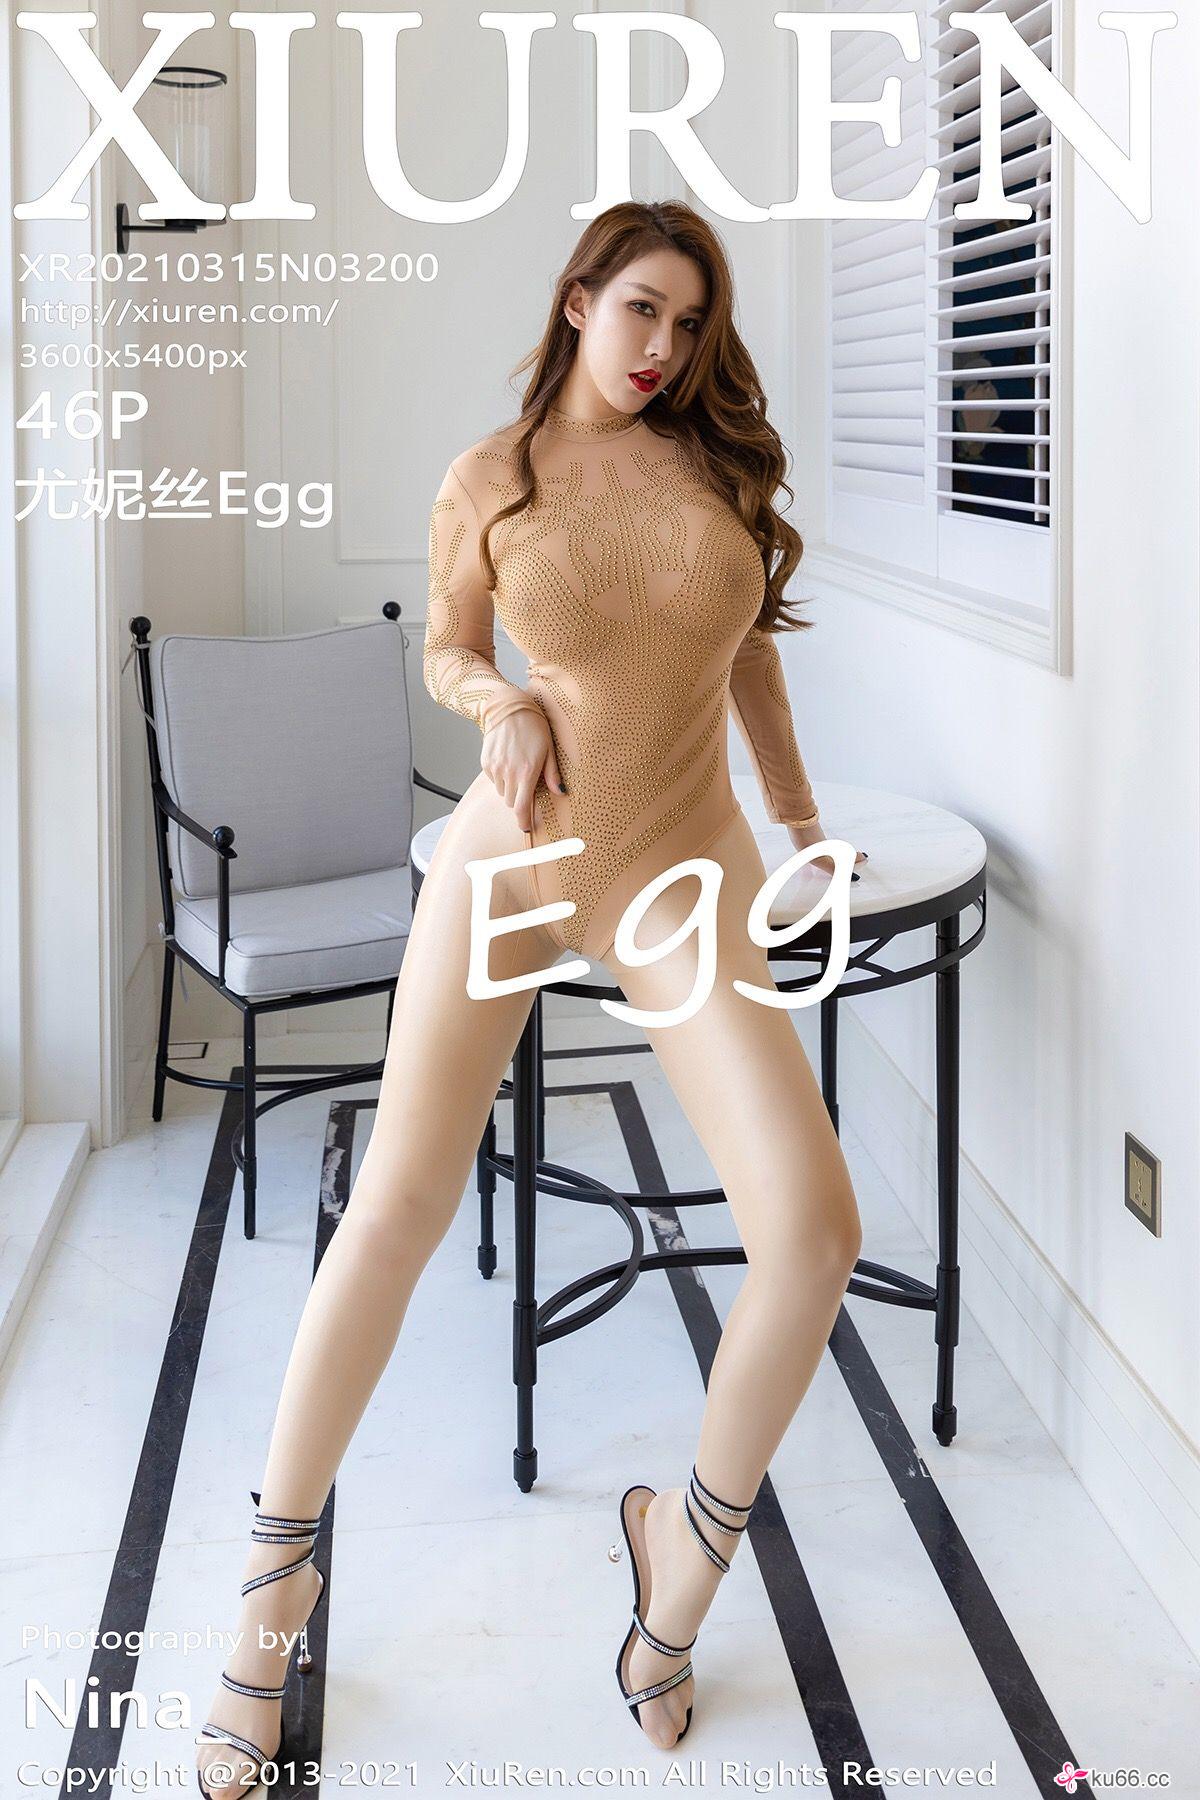 XIUREN
XR20210315N03200
http://xiuren.com/
3600x5400px
46P
尤妮丝Egg
Egg
Photography by:
Nina_
Copyright @2013-2021 XiuRen.com All Rights Reserved
ku66.cc